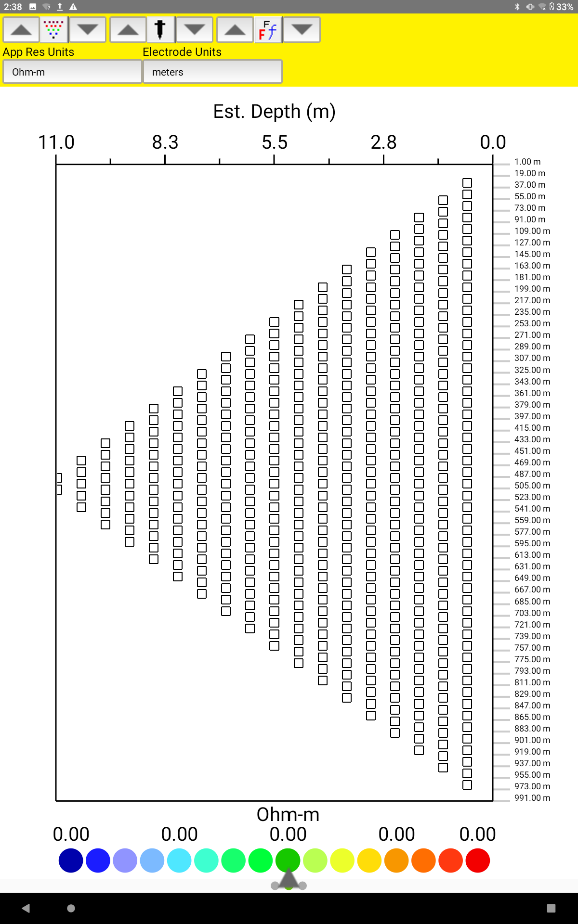 2:38
33%
F
F f
App Res Units
Electrode Units
Ohm-m
meters
Est. Depth (m)
11.0 8.3 5.5 2.8 0.0
1.00 m
19.00 m
37.00 m
55.00 m
73.00 m
91.00 m
109.00 m
127.00 m
145.00 m
163.00 m
181.00 m
199.00 m
217.00 m
235.00 m
253.00 m
271.00 m
289.00 m
307.00 m
325.00 m
343.00 m
361.00 m
379.00 m
397.00 m
415.00 m
433.00 m
451.00 m
469.00 m
487.00 m
505.00 m
523.00 m
541.00 m
559.00 m
577.00 m
595.00 m
613.00 m
631.00 m
649.00 m
667.00 m
685.00 m
703.00 m
721.00 m
739.00 m
757.00 m
775.00 m
793.00 m
811.00 m
829.00 m
847.00 m
865.00 m
883.00 m
901.00 m
919.00 m
937.00 m
955.00 m
973.00 m
991.00 m
Ohm-m
0.00 0.00 0.00 0.00 0.00